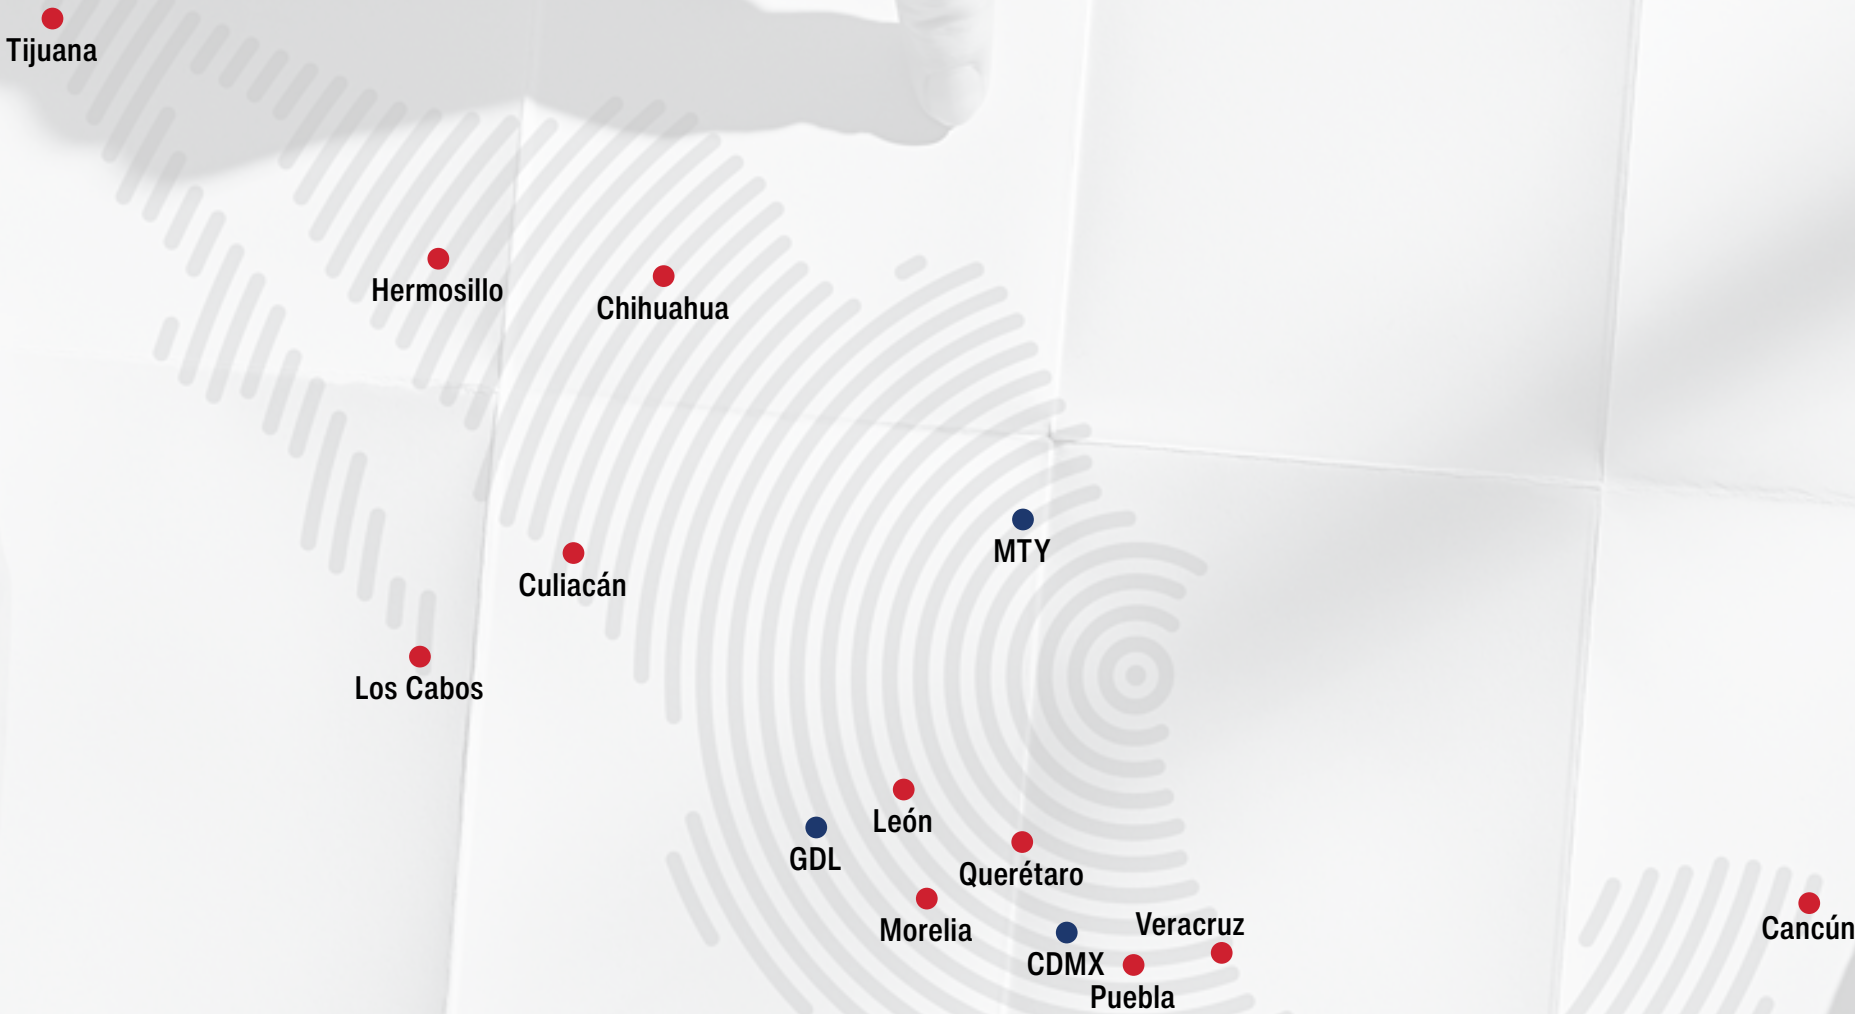 Tijuana
Hermosillo
Chihuahua
MTY
Culiacán
Los Cabos
León
GDL
Querétaro
Morelia
Veracruz
Cancún
CDMX
Puebla